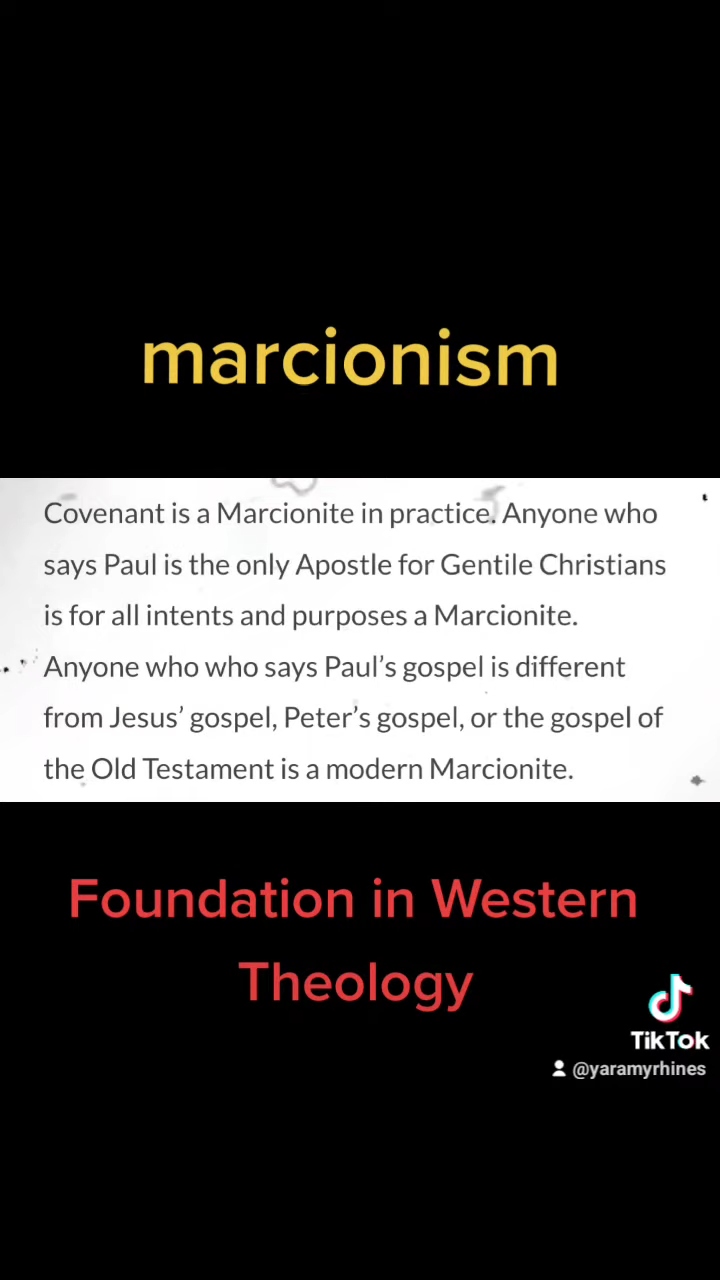 marcionism
Covenant is a Marcionite in practice. Anyone who
says Paul is the only Apostle for Gentile Christians
is for all intents and purposes a Marcionite.
Anyone who who says Paul’s gospel is different
from Jesus’ gospel, Peter’s gospel, or the gospel of
the Old Testament is a modern Marcionite.
Foundation in Western
Theology
TikTok
@yaramyrhines